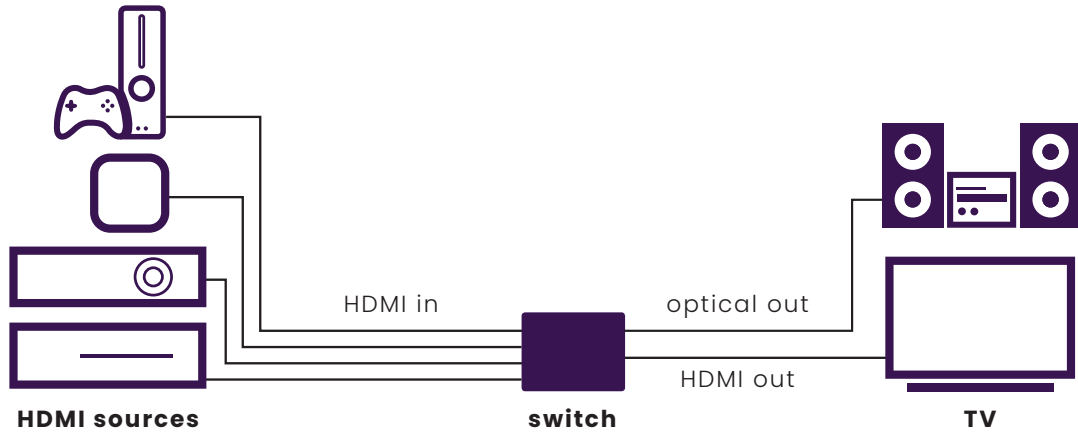 HDMI in
optical out
HDMI out
HDMI sources
switch
TV